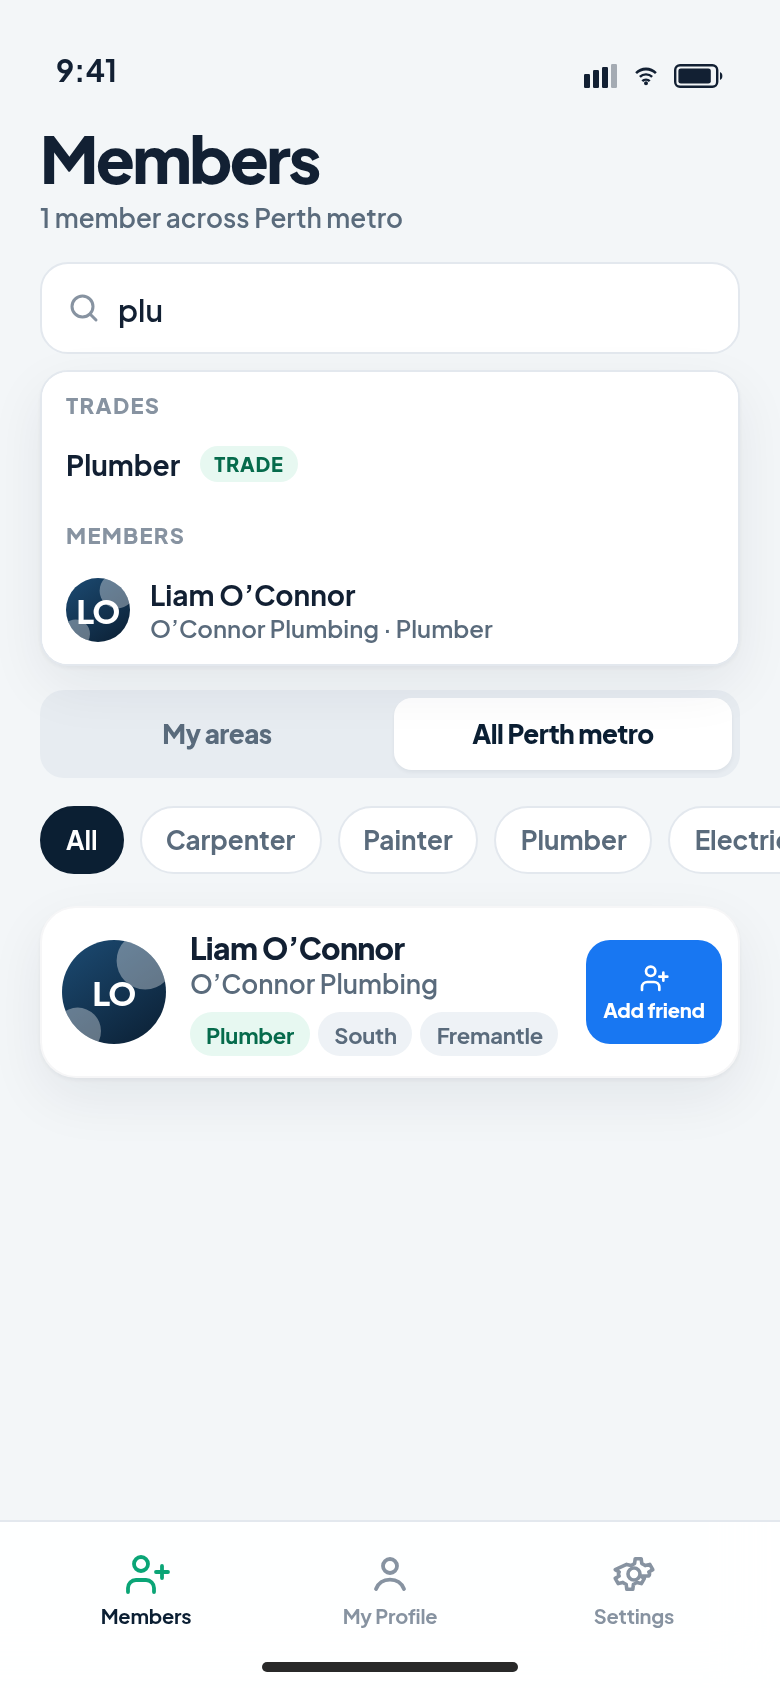 9:41
Members
1 member across Perth metro
plu
TRADES
Plumber TRADE
MEMBERS
LO Liam O’Connor
O’Connor Plumbing · Plumber
My areas All Perth metro
All Carpenter Painter Plumber Electric
Liam O’Connor
O’Connor Plumbing
LO
Plumber South Fremantle
Add friend
Members My Profile Settings